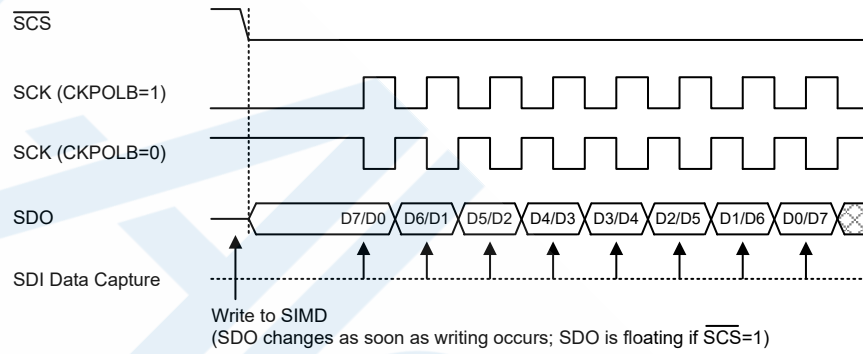 SCS
SCK (CKPOLB=1)
SCK (CKPOLB=0)
SDO D7/D0 D6/D1 D5/D2 D4/D3 D3/D4 D2/D5 D1/D6 D0/D7
SDI Data Capture
Write to SIMD
(SDO changes as soon as writing occurs; SDO is floating if SCS=1)